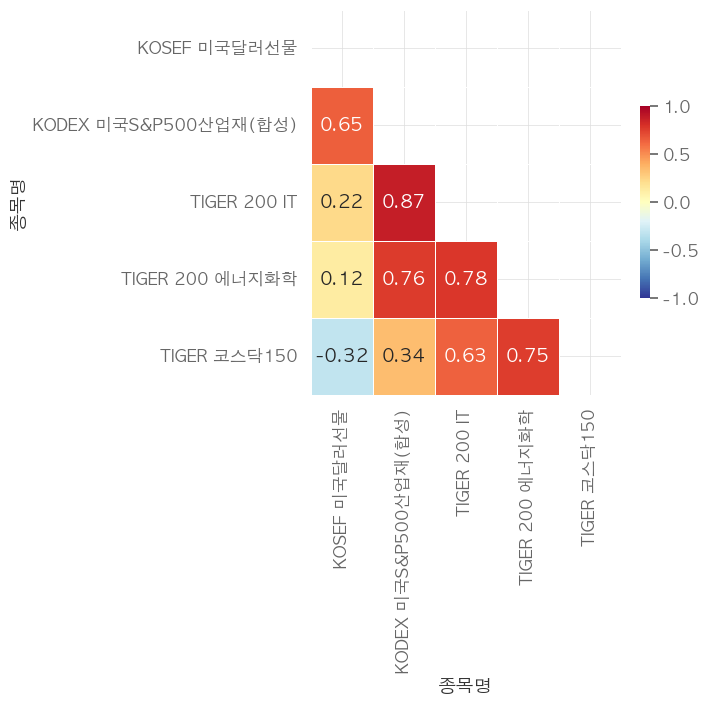 KOSEF 미국달러선물
KODEX 미국S&P500산업재(합성)
TIGER 200 IT
TIGER 200 에너지화학
TIGER 코스닥150
종목명
0.65
0.22 0.87
0.12 0.76 0.78
-0.32 0.34 0.63 0.75
1.0
0.5
0.0
-0.5
-1.0
KOSEF 미국달러선물
KODEX 미국S&P500산업재(합성)
TIGER 200 IT
TIGER 200 에너지화학
TIGER 코스닥150
종목명